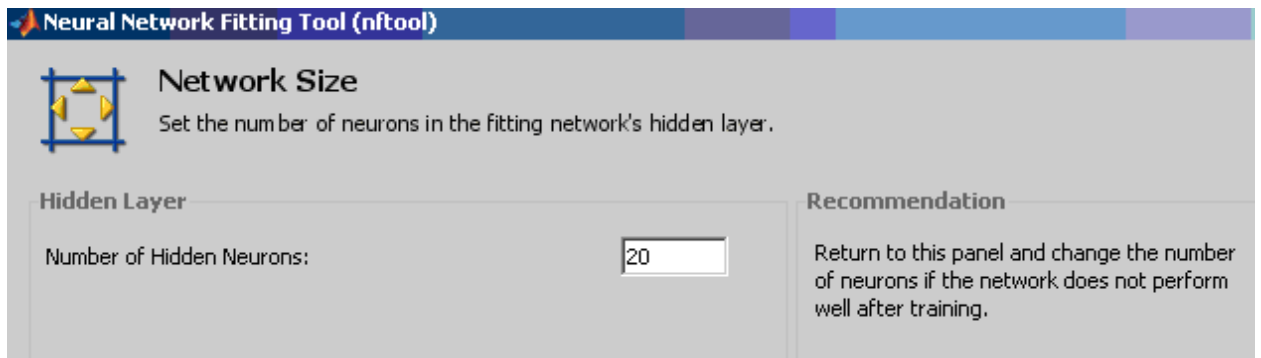 Neural Network Fitting Tool (nftool)
Network Size
Set the number of neurons in the fitting network's hidden layer.
Hidden Layer
Number of Hidden Neurons:
20
Recommendation
Return to this panel and change the number
of neurons if the network does not perform
well after training.